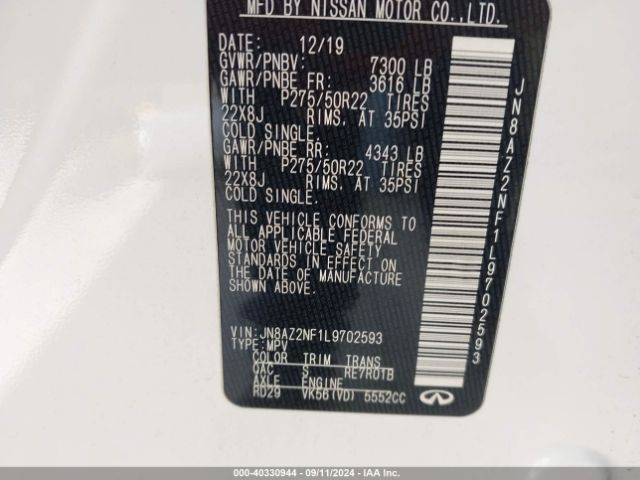 MFD BY NISSAN MOTOR CO.,LTD.
DATE: 12/19
GVWR/PNBV: 7300 LB
GAWR/PNBE FR: 3616 LB
WITH P275/50R22 TIRES
22X8J RIMS, AT 35PSI
COLD SINGLE.
GAWR/PNBE RR: 4343 LB
WITH P275/50R22 TIRES
22X8J RIMS, AT 35PSI
COLD SINGLE.
THIS VEHICLE CONFORMS TO
ALL APPLICABLE FEDERAL
MOTOR VEHICLE SAFETY
STANDARDS IN EFFECT ON
THE DATE OF MANUFACTURE
SHOWN ABOVE.
VIN:JN8AZ2NF1L9702593
TYPE:MPV
COLOR TRIM TRANS
QAC S RE7R0TB
AXLE ENGINE
RD29 VK56(VD) 5552CC
JN8AZ2NF1L9702593
INFINITI
000-40330944 - 09/11/2024 - IAA Holdings, LLC.